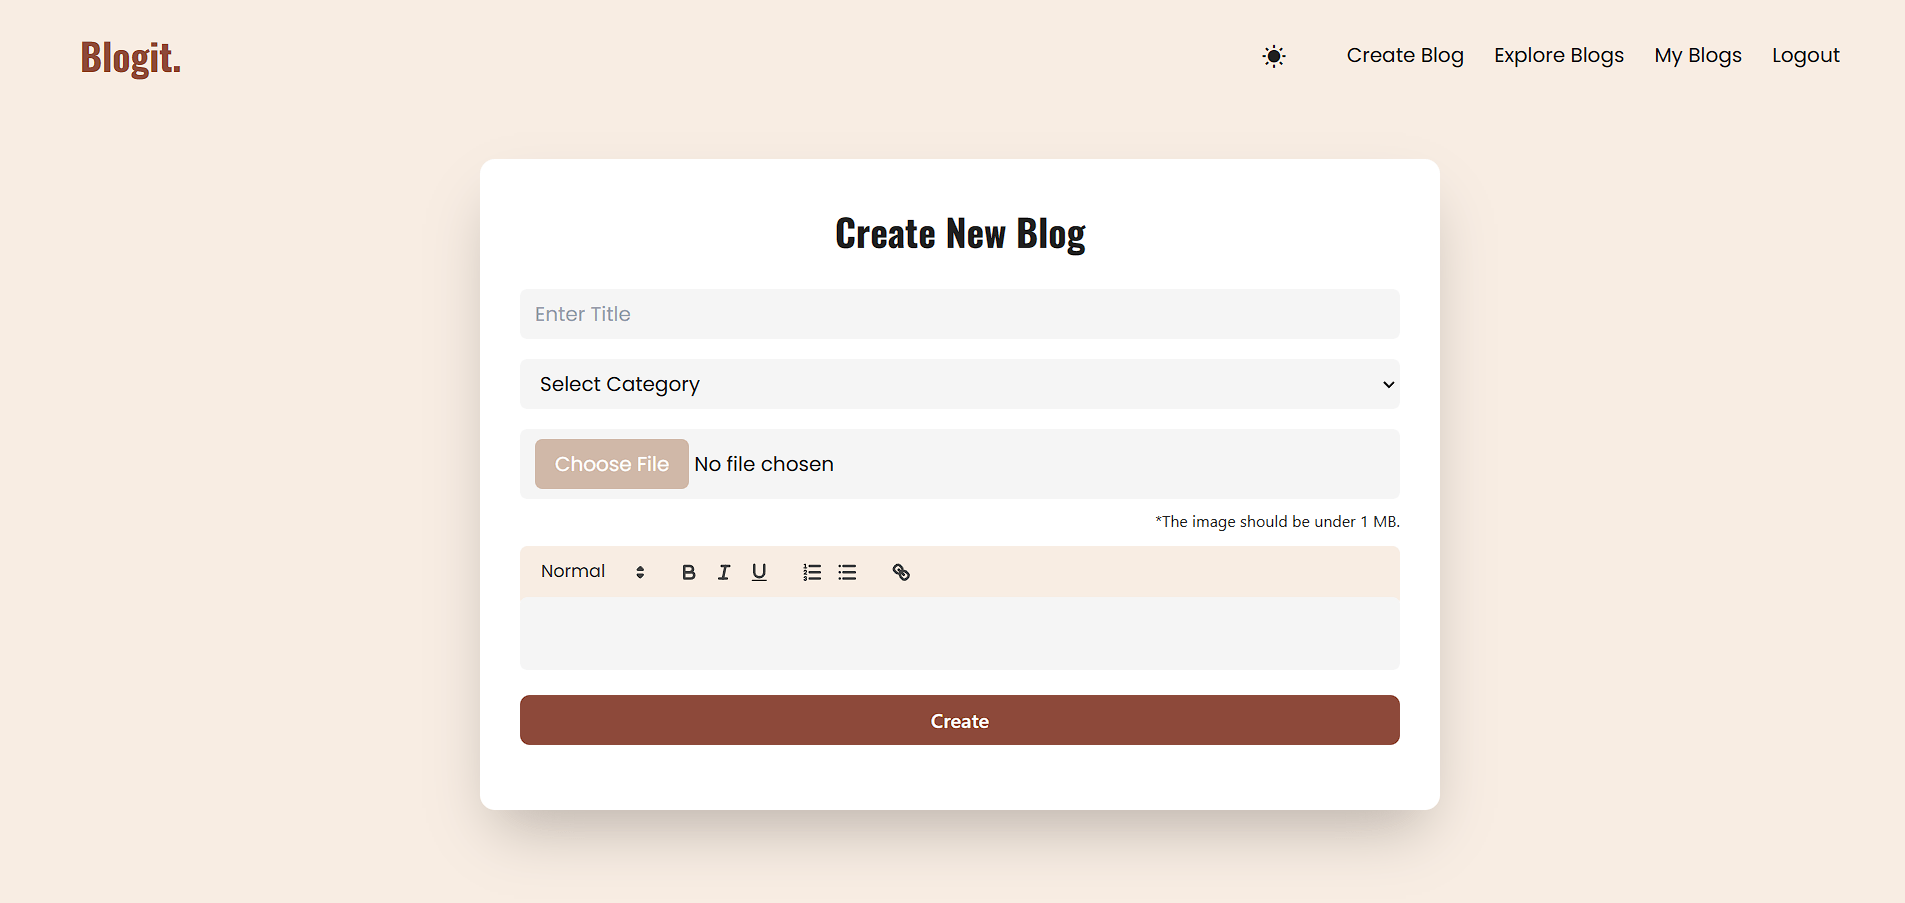 Blogit.
Create Blog
Explore Blogs
My Blogs
Logout
Create New Blog
Enter Title
Select Category
Choose File No file chosen
*The image should be under 1 MB.
Normal
Create